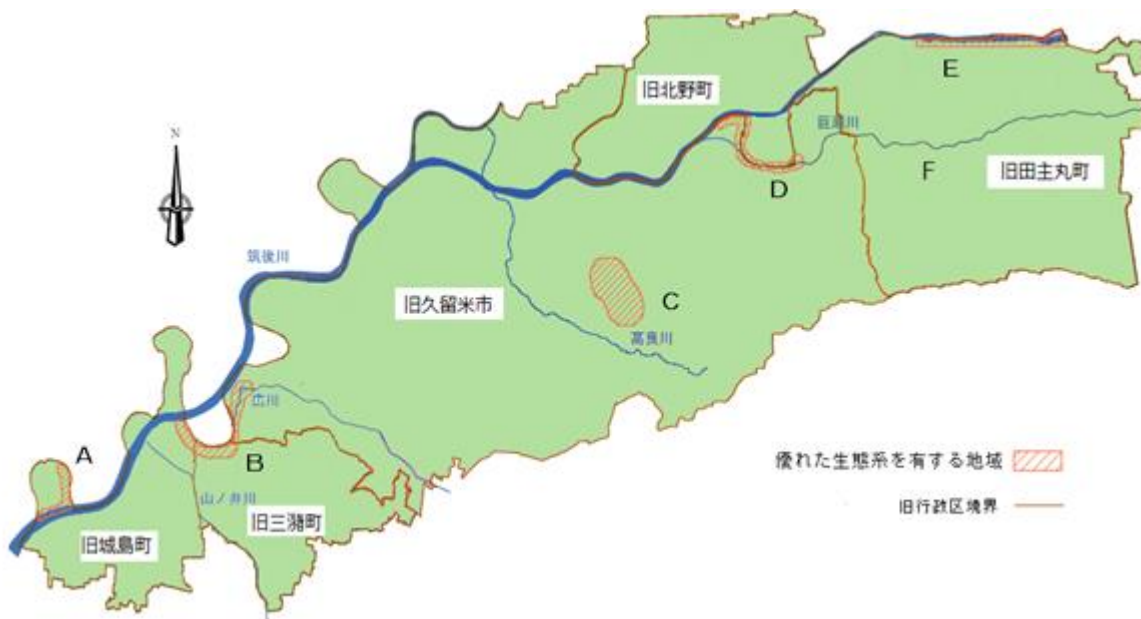 E
旧北野町
巨瀬川
D
F
旧田主丸町
N
筑後川
旧久留米市
C
高良川
広川
A
B
山ノ井川
旧三潴町
旧城島町
優れた生態系を有する地域
旧行政区境界